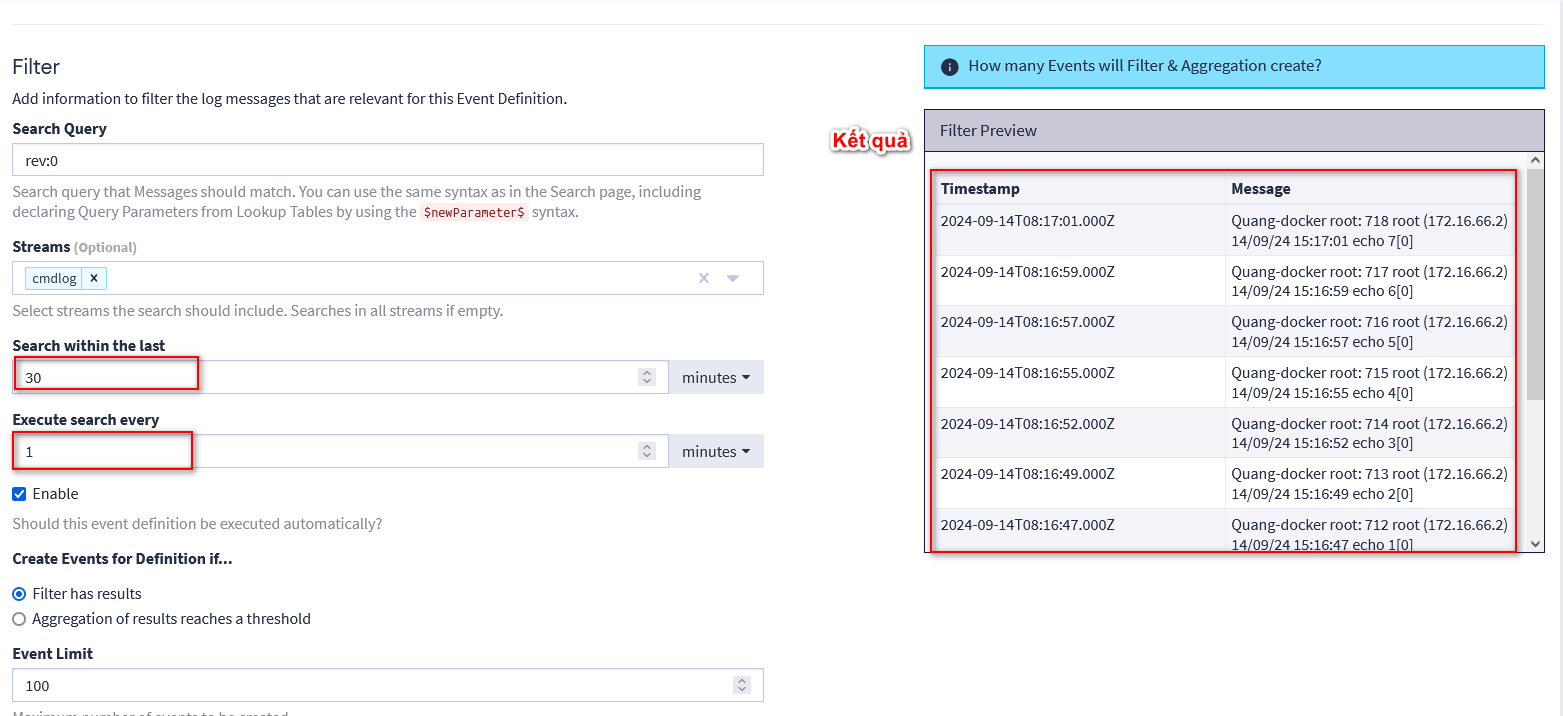 Filter
Add information to filter the log messages that are relevant for this Event Definition.
Search Query
rev:0
Search query that Messages should match. You can use the same syntax as in the Search page, including
declaring Query Parameters from Lookup Tables by using the $newParameter$ syntax.
Streams (Optional)
cmdlog
Select streams the search should include. Searches in all streams if empty.
Search within the last
30
minutes
Execute search every
1
minutes
Enable
Should this event definition be executed automatically?
Create Events for Definition if...
Filter has results
Aggregation of results reaches a threshold
Event Limit
100
Maximum number of events to be created
How many Events will Filter & Aggregation create?
Kết quả
Filter Preview
Timestamp Message
2024-09-14T08:17:01.000Z Quang-docker root: 718 root (172.16.66.2)
14/09/24 15:17:01 echo 7[0]
2024-09-14T08:16:59.000Z Quang-docker root: 717 root (172.16.66.2)
14/09/24 15:16:59 echo 6[0]
2024-09-14T08:16:57.000Z Quang-docker root: 716 root (172.16.66.2)
14/09/24 15:16:57 echo 5[0]
2024-09-14T08:16:55.000Z Quang-docker root: 715 root (172.16.66.2)
14/09/24 15:16:55 echo 4[0]
2024-09-14T08:16:52.000Z Quang-docker root: 714 root (172.16.66.2)
14/09/24 15:16:52 echo 3[0]
2024-09-14T08:16:49.000Z Quang-docker root: 713 root (172.16.66.2)
14/09/24 15:16:49 echo 2[0]
2024-09-14T08:16:47.000Z Quang-docker root: 712 root (172.16.66.2)
14/09/24 15:16:47 echo 1[0]